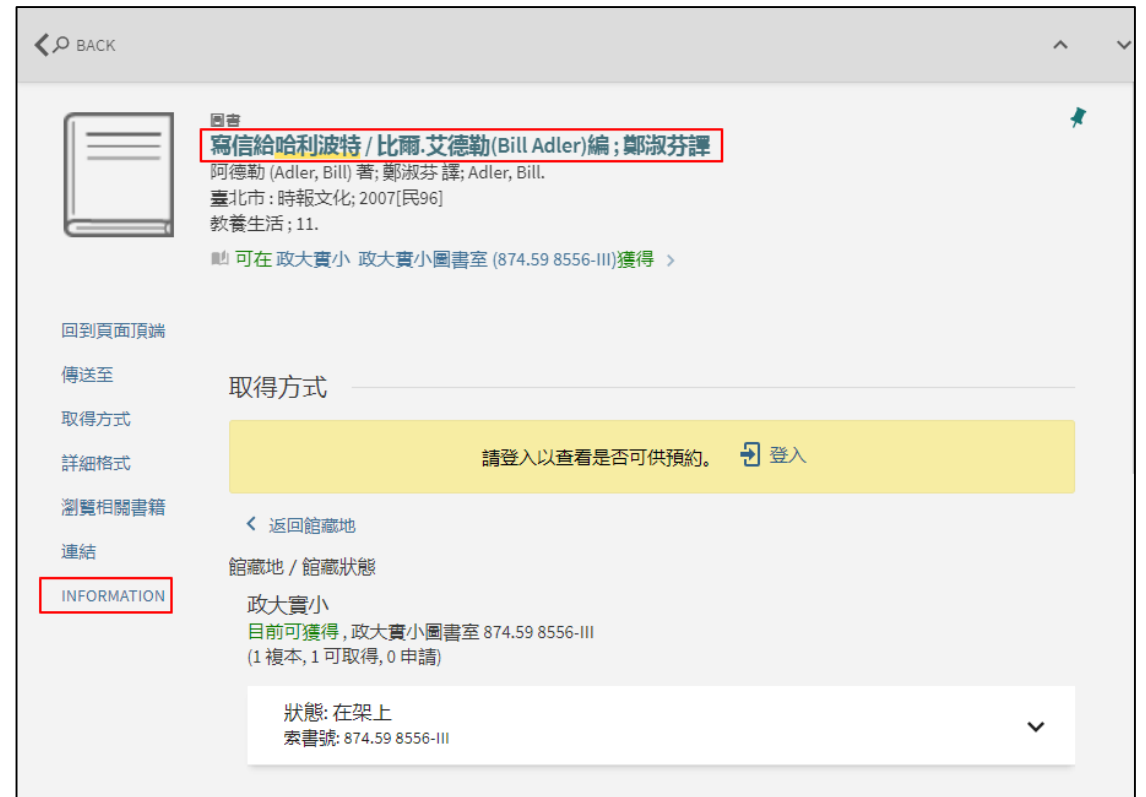 BACK
圖書
寫信給哈利波特 / 比爾.艾德勒(Bill Adler)編 ; 鄭淑芬譯
阿德勒 (Adler, Bill) 著; 鄭淑芬 譯; Adler, Bill.
臺北市 : 時報文化; 2007[民96]
教養生活 ; 11.
可在 政大實小 政大實小圖書室 (874.59 8556-III)獲得
回到頁面頂端
傳送至
取得方式
詳細格式
瀏覽相關書籍
連結
INFORMATION
取得方式
請登入以查看是否可供預約。 登入
返回館藏地
館藏地 / 館藏狀態
政大實小
目前可獲得 , 政大實小圖書室 874.59 8556-III
(1 複本, 1 可取得, 0 申請)
狀態: 在架上
索書號: 874.59 8556-III